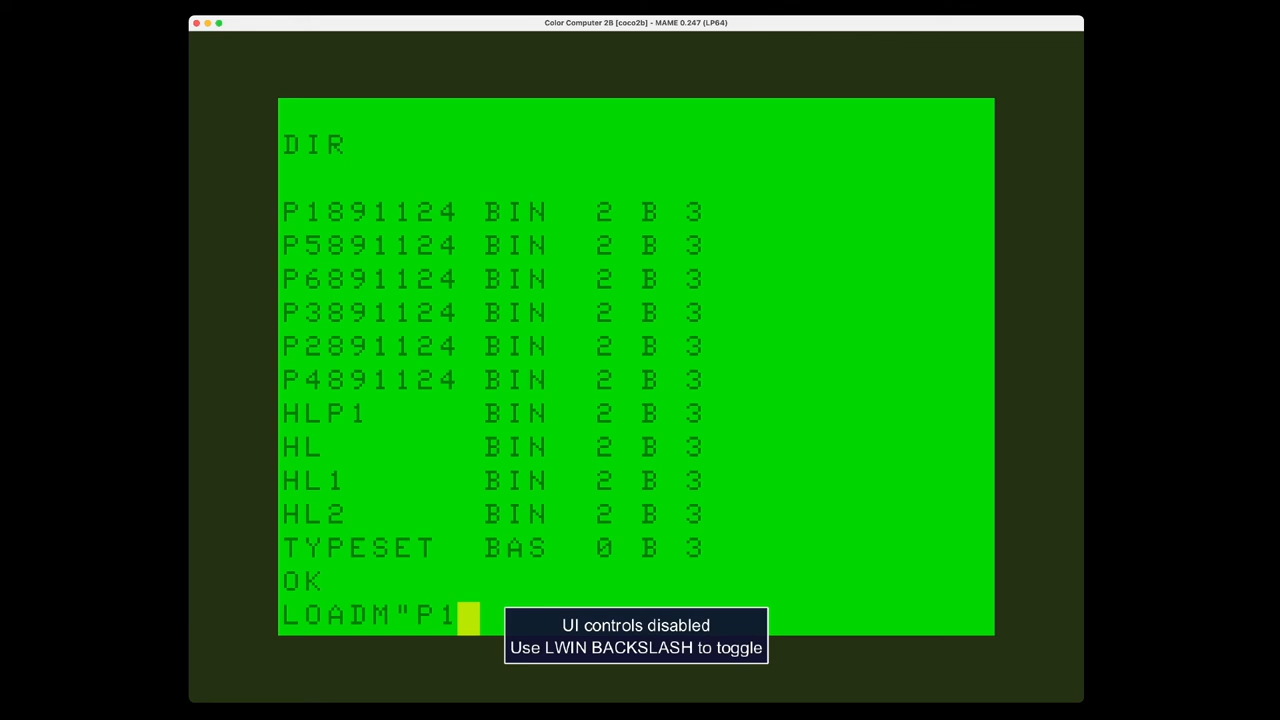 Color Computer 2B [coco2b] - MAME 0.247 (LP64)
DIR
P1891124 BIN 2 B 3
P5891124 BIN 2 B 3
P6891124 BIN 2 B 3
P3891124 BIN 2 B 3
P2891124 BIN 2 B 3
P4891124 BIN 2 B 3
HLP1 BIN 2 B 3
HL BIN 2 B 3
HL1 BIN 2 B 3
HL2 BIN 2 B 3
TYPESET BAS 0 B 3
OK
LOADM"P1
UI controls disabled
Use LWIN BACKSLASH to toggle